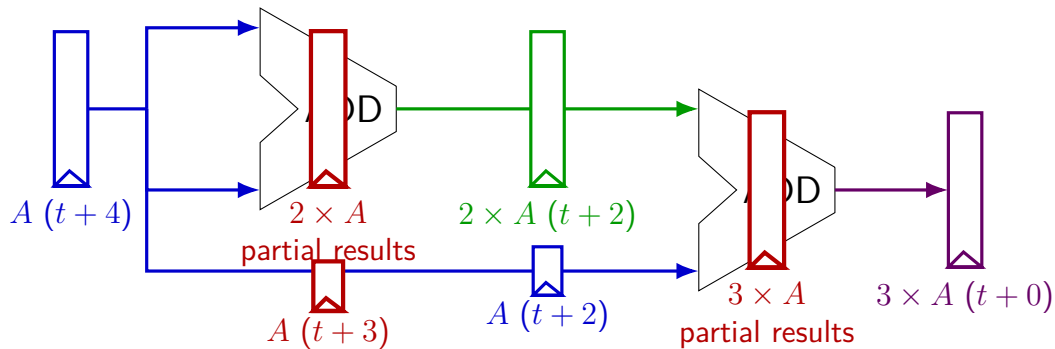 ADD
A (t + 4)
2 × A
partial results
2 × A (t + 2)
ADD
A (t + 3)
A (t + 2)
3 × A
partial results
3 × A (t + 0)